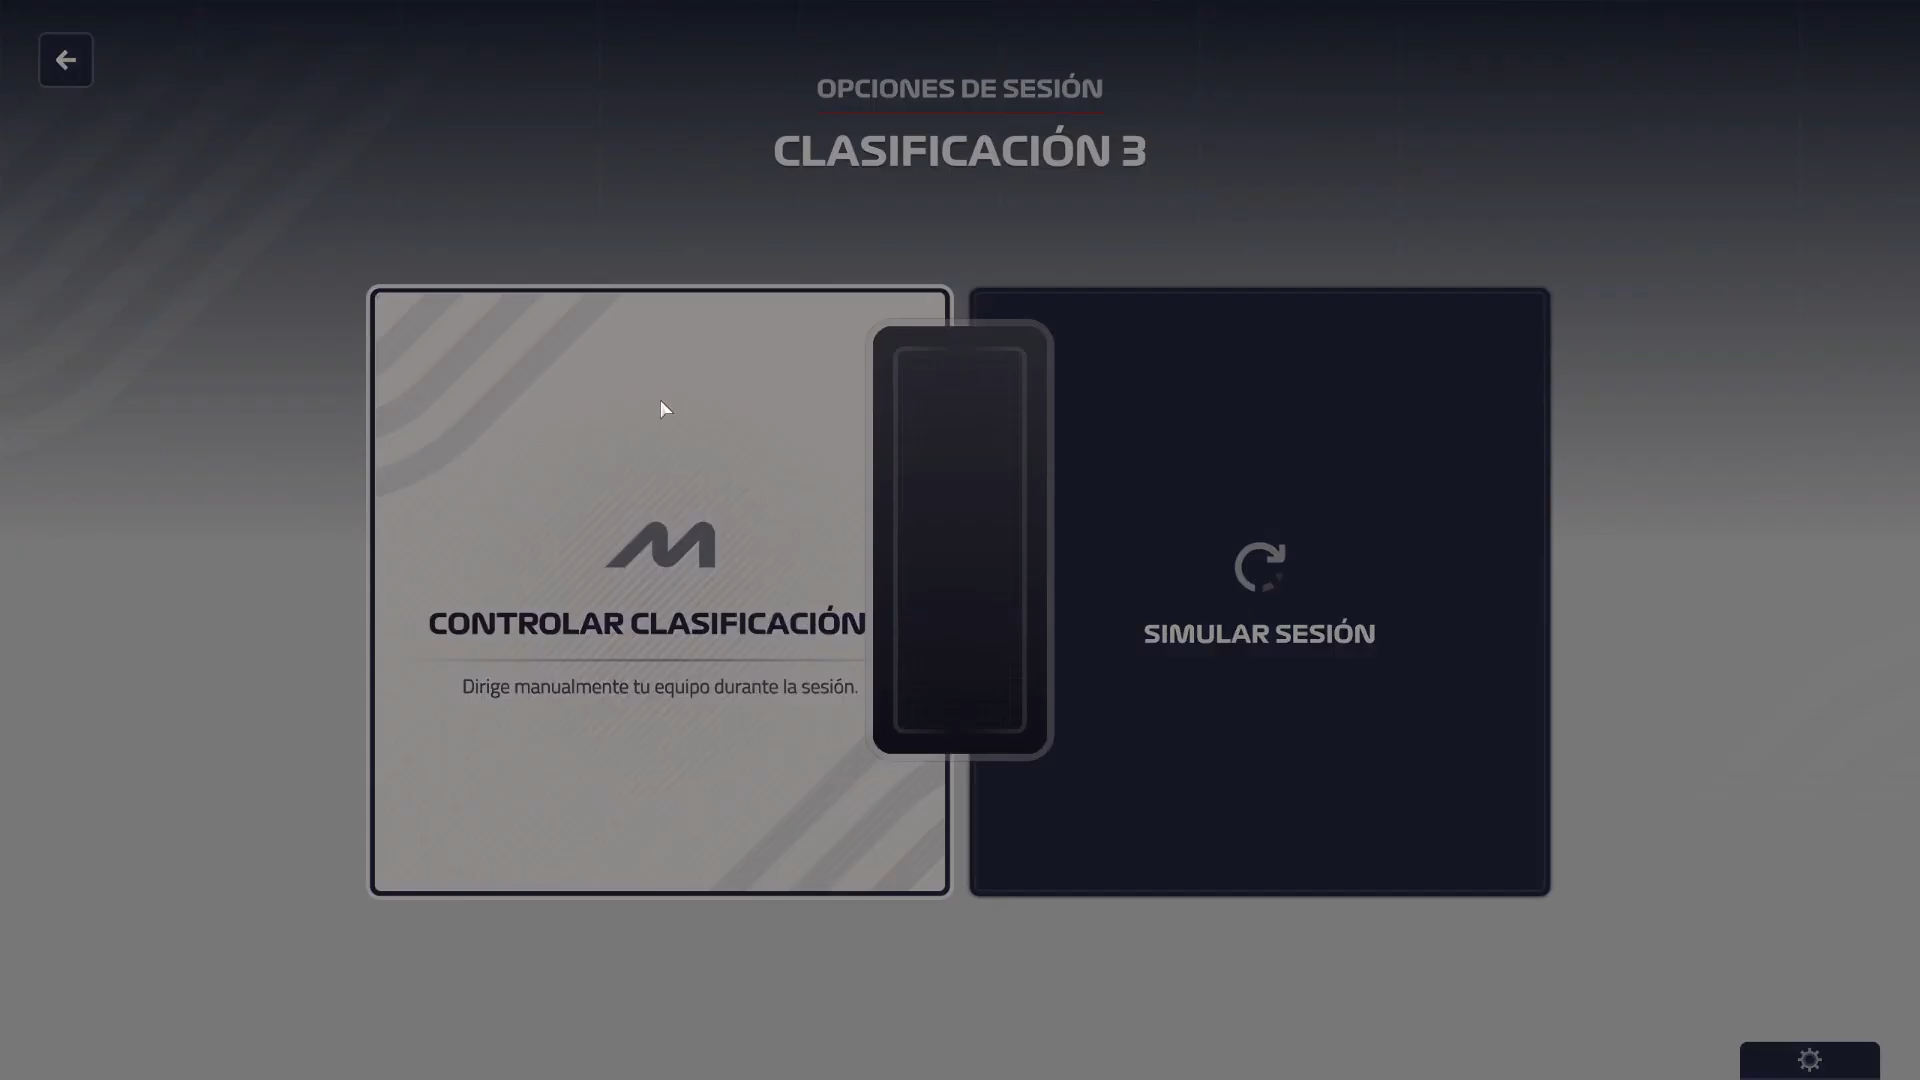 OPCIONES DE SESIÓN
CLASIFICACIÓN 3
CONTROLAR CLASIFICACIÓN
Dirige manualmente tu equipo durante la sesión.
SIMULAR SESIÓN